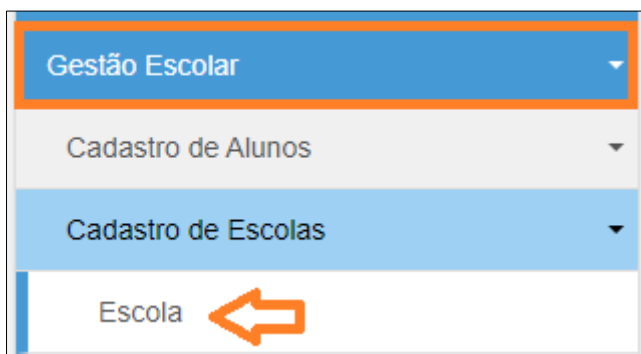 Gestão Escolar
Cadastro de Alunos
Cadastro de Escolas
Escola